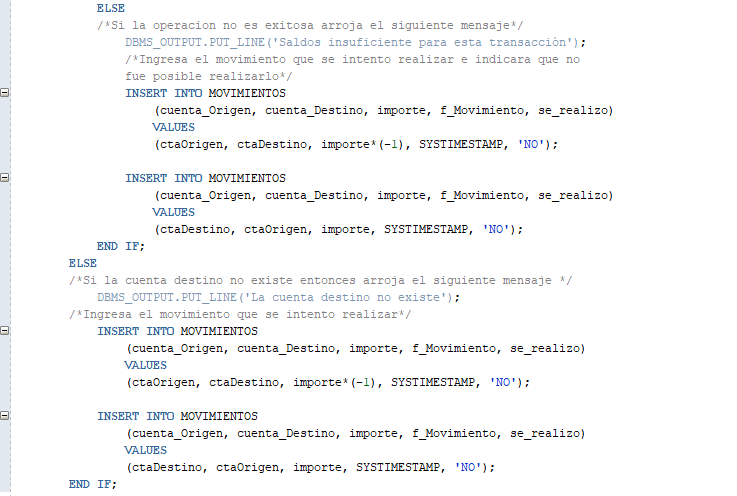 ELSE
/*Si la operacion no es exitosa arroja el siguiente mensaje*/
DBMS_OUTPUT.PUT_LINE('Saldos insuficiente para esta transacción');
/*Ingresa el movimiento que se intento realizar e indicara que no
fue posible realizarlo*/
INSERT INTO MOVIMIENTOS
(cuenta_Origen, cuenta_Destino, importe, f_Movimiento, se_realizo)
VALUES
(ctaOrigen, ctaDestino, importe*(-1), SYSTIMESTAMP, 'NO');
INSERT INTO MOVIMIENTOS
(cuenta_Origen, cuenta_Destino, importe, f_Movimiento, se_realizo)
VALUES
(ctaDestino, ctaOrigen, importe, SYSTIMESTAMP, 'NO');
END IF;
ELSE
/*Si la cuenta destino no existe entonces arroja el siguiente mensaje */
DBMS_OUTPUT.PUT_LINE('La cuenta destino no existe');
/*Ingresa el movimiento que se intento realizar*/
INSERT INTO MOVIMIENTOS
(cuenta_Origen, cuenta_Destino, importe, f_Movimiento, se_realizo)
VALUES
(ctaOrigen, ctaDestino, importe*(-1), SYSTIMESTAMP, 'NO');
INSERT INTO MOVIMIENTOS
(cuenta_Origen, cuenta_Destino, importe, f_Movimiento, se_realizo)
VALUES
(ctaDestino, ctaOrigen, importe, SYSTIMESTAMP, 'NO');
END IF;